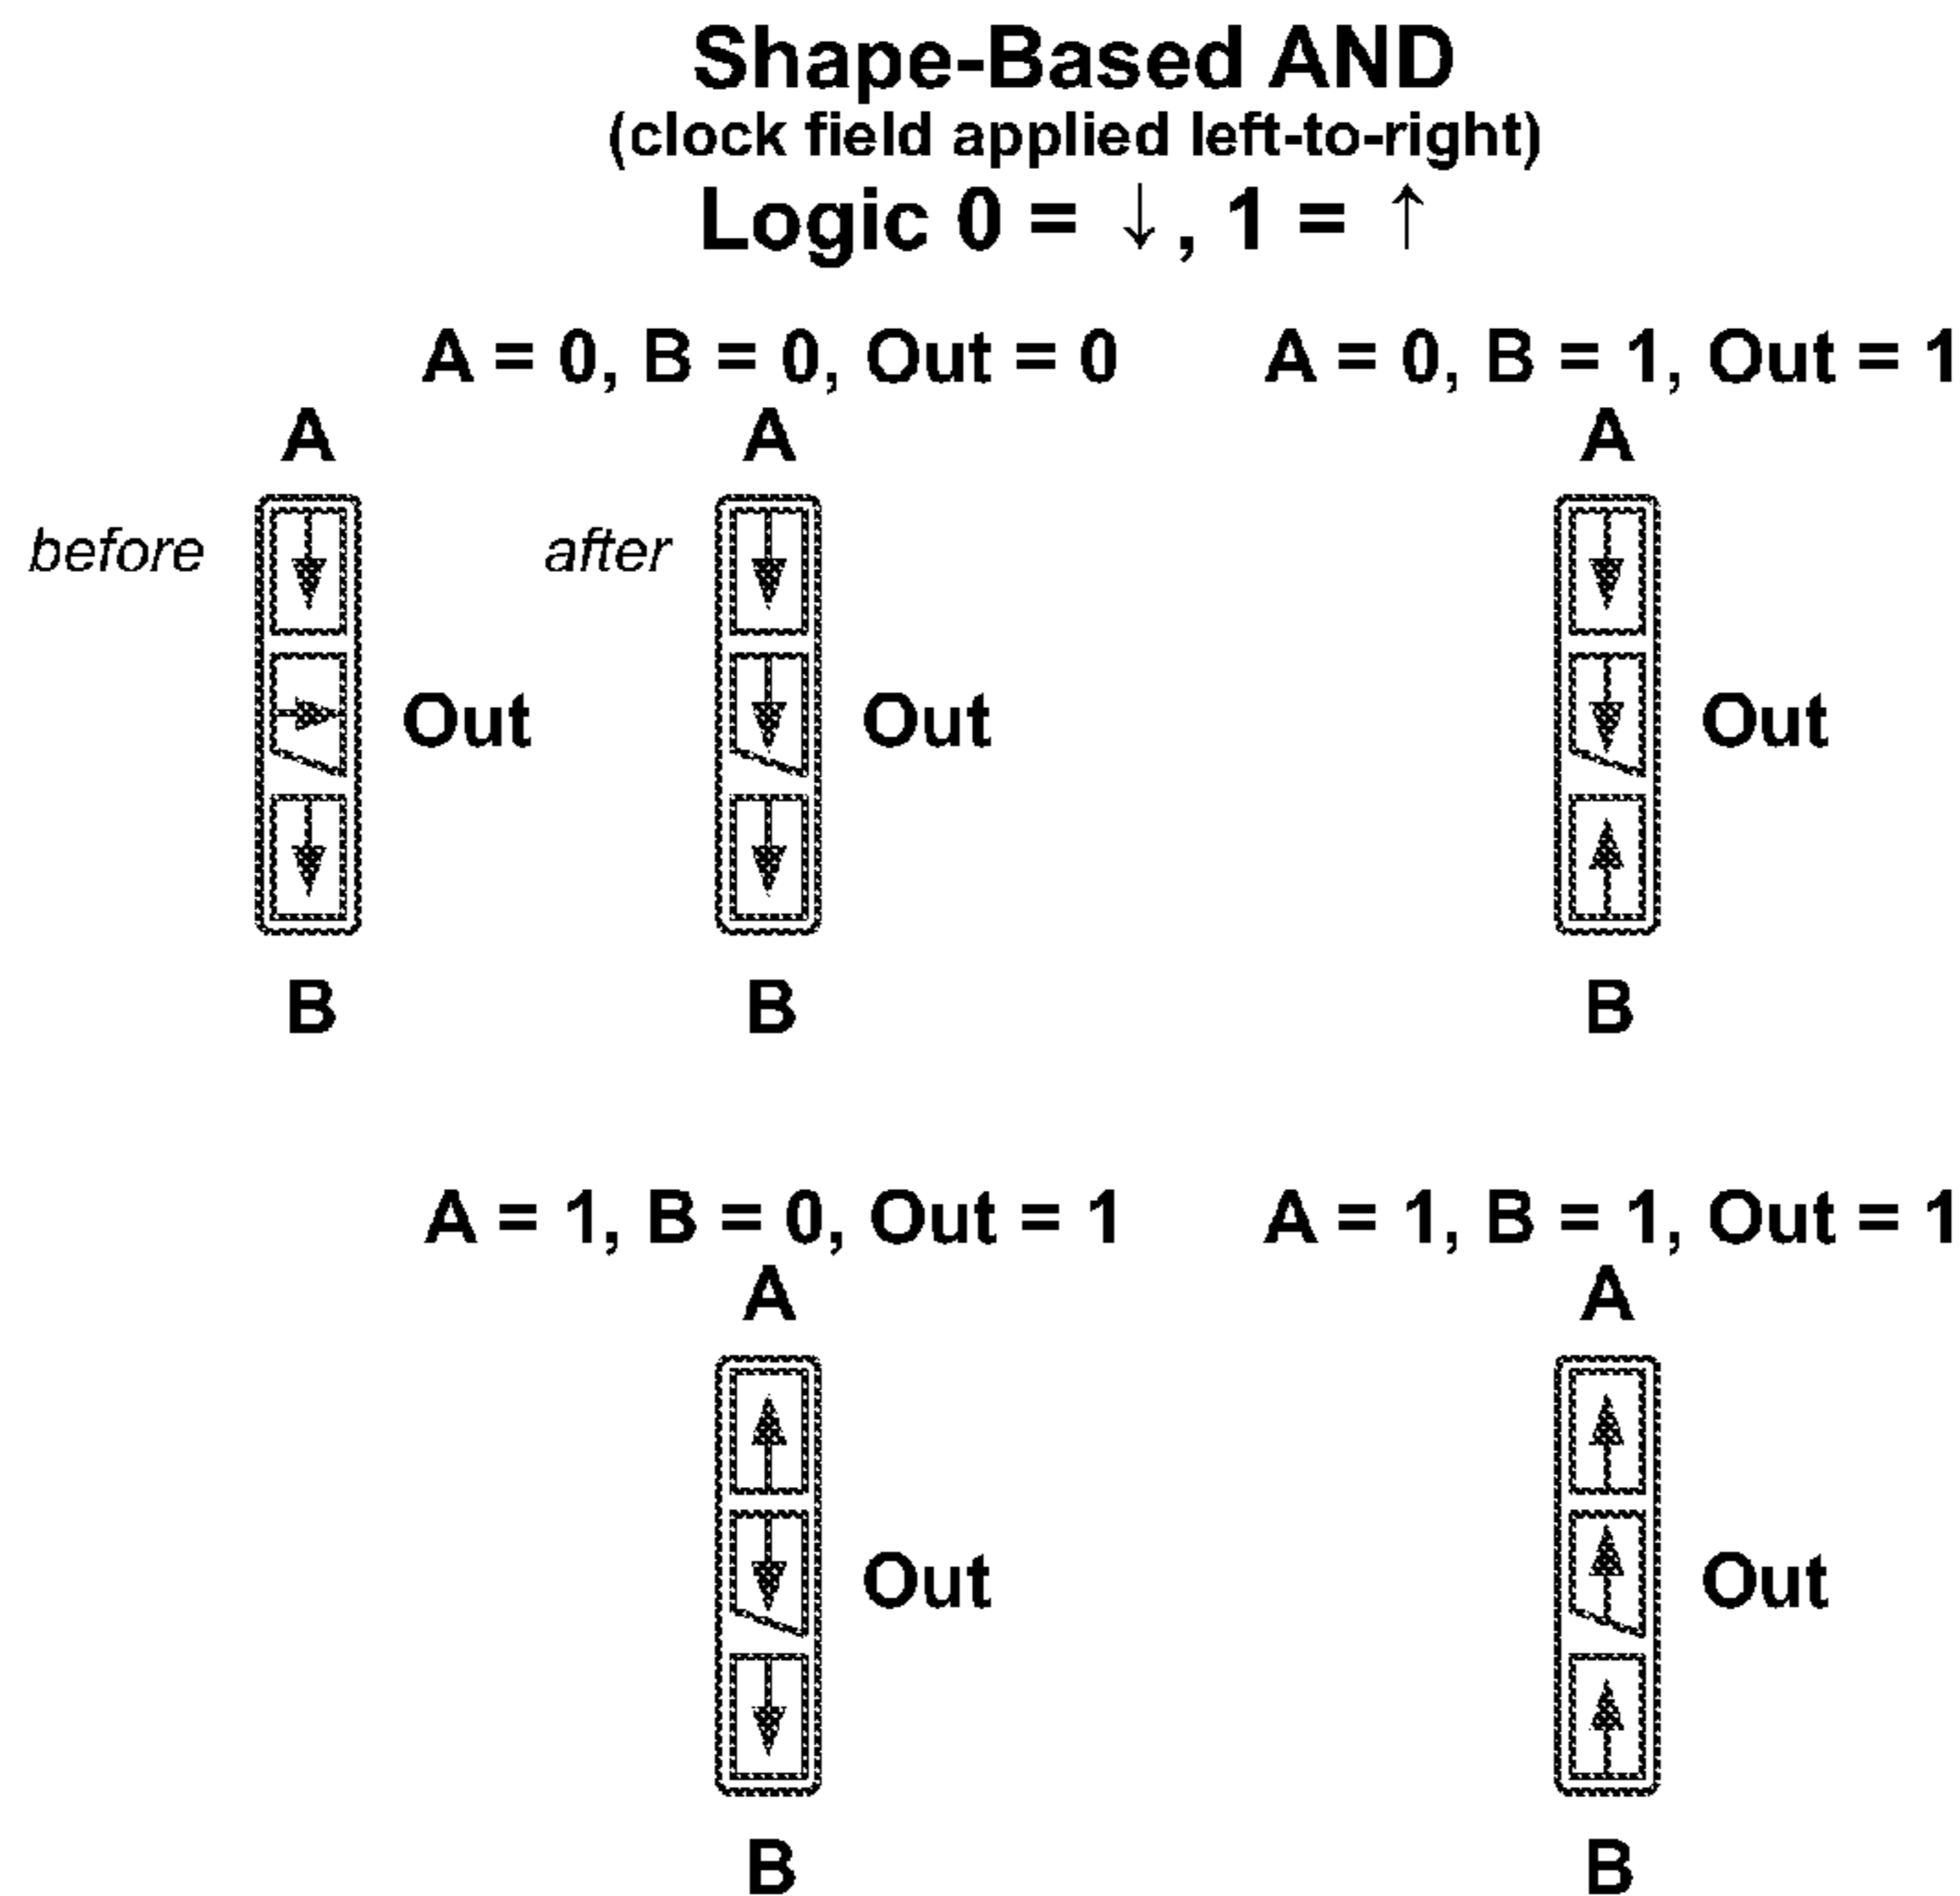 Shape-Based AND
(clock field applied left-to-right)
Logic 0 = ↓, 1 = ↑
A = 0, B = 0, Out = 0
A = 0, B = 1, Out = 1
A
A
A
before
after
Out
Out
Out
B
B
B
A = 1, B = 0, Out = 1
A = 1, B = 1, Out = 1
A
A
Out
Out
B
B